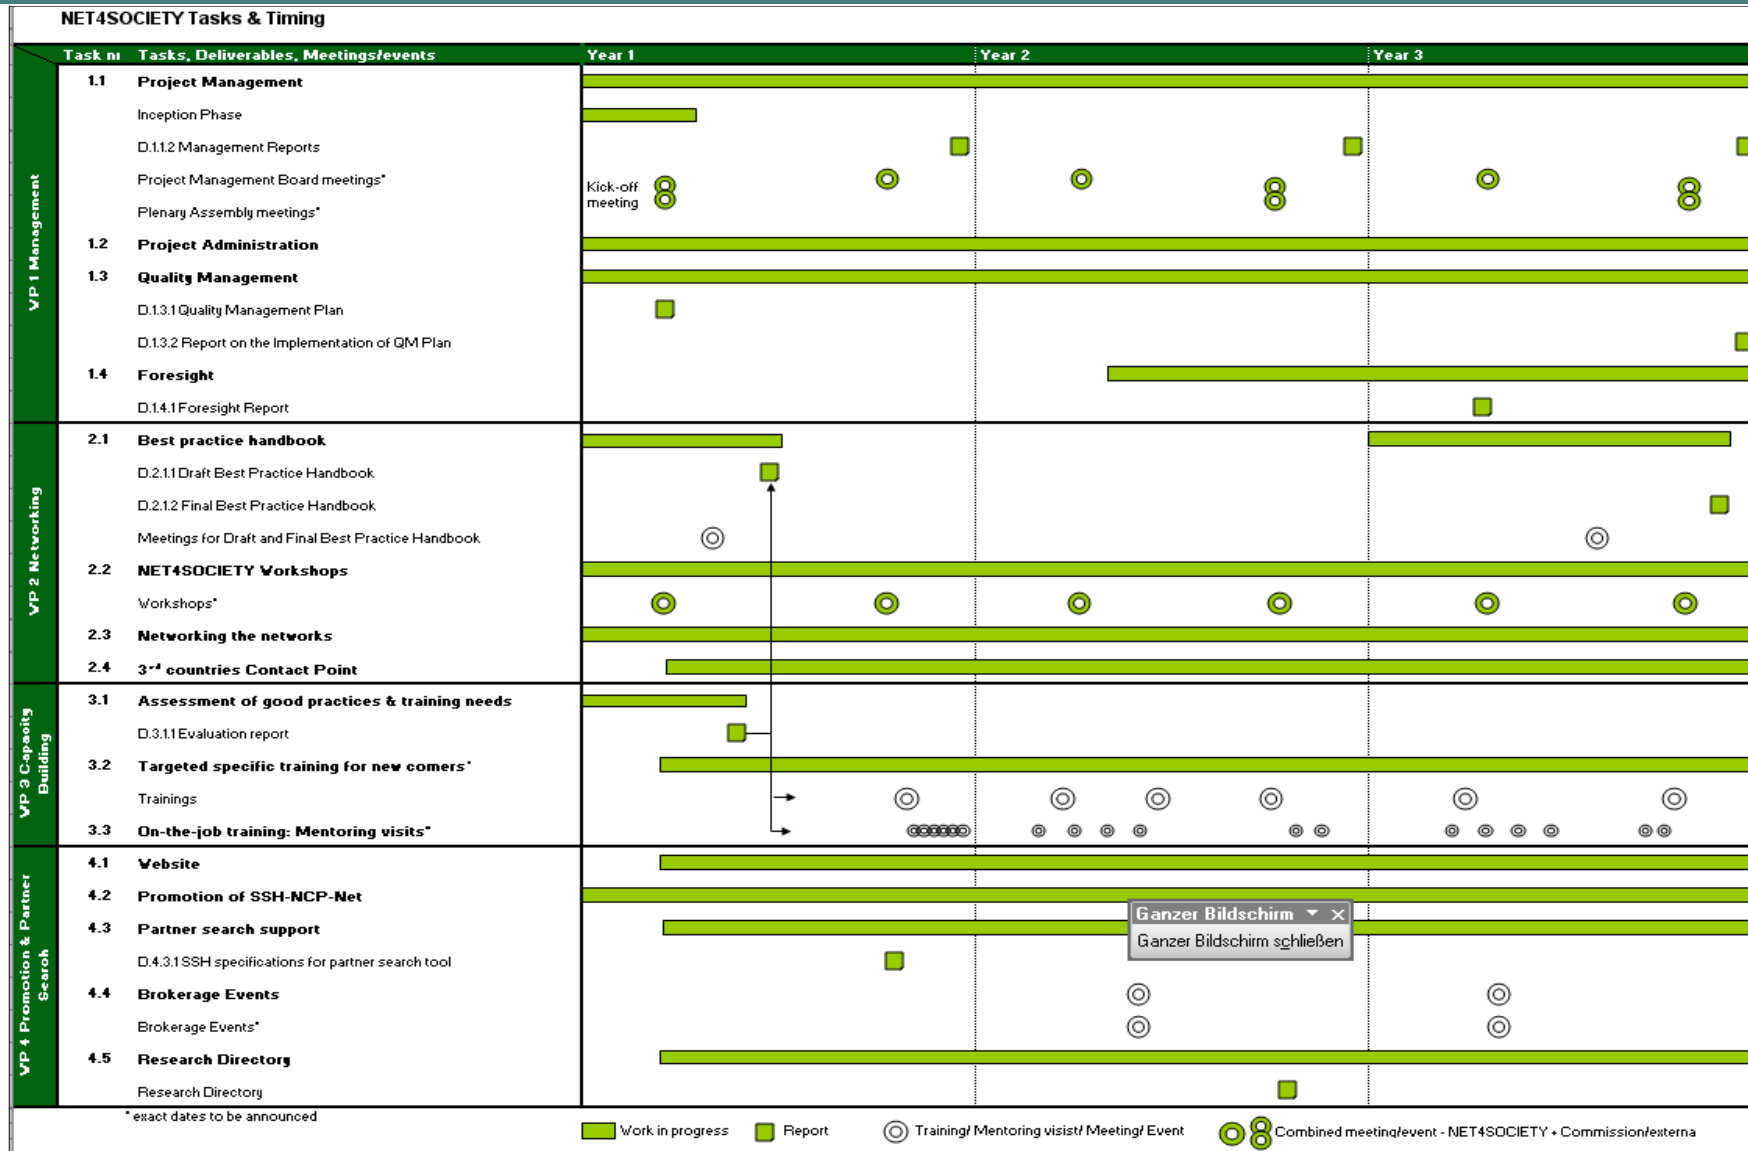 NET4SOCIETY Tasks & Timing
Task nr Tasks, Deliverables, Meetings/events Year 1 Year 2 Year 3
WP 1 Management
1.1 Project Management
Inception Phase
D.1.1.2 Management Reports
Project Management Board meetings*
Kick-off
meeting
Plenary Assembly meetings*
1.2 Project Administration
1.3 Quality Management
D.1.3.1 Quality Management Plan
D.1.3.2 Report on the Implementation of QM Plan
1.4 Foresight
D.1.4.1 Foresight Report
WP 2 Networking
2.1 Best practice handbook
D.2.1.1 Draft Best Practice Handbook
D.2.1.2 Final Best Practice Handbook
Meetings for Draft and Final Best Practice Handbook
2.2 NET4SOCIETY Workshops
Workshops*
2.3 Networking the networks
2.4 3rd countries Contact Point
WP 3 Capacity
Building
3.1 Assessment of good practices & training needs
D.3.1.1 Evaluation report
3.2 Targeted specific training for new comers*
Trainings
3.3 On-the-job training: Mentoring visits*
WP 4 Promotion & Partner
Search
4.1 Website
4.2 Promotion of SSH-NCP-Net
4.3 Partner search support
Ganzer Bildschirm
Ganzer Bildschirm schließen
D.4.3.1 SSH specifications for partner search tool
4.4 Brokerage Events
Brokerage Events*
4.5 Research Directory
Research Directory
* exact dates to be announced
Work in progress Report Training/ Mentoring visist/ Meeting/ Event Combined meeting/event - NET4SOCIETY + Commission/externa